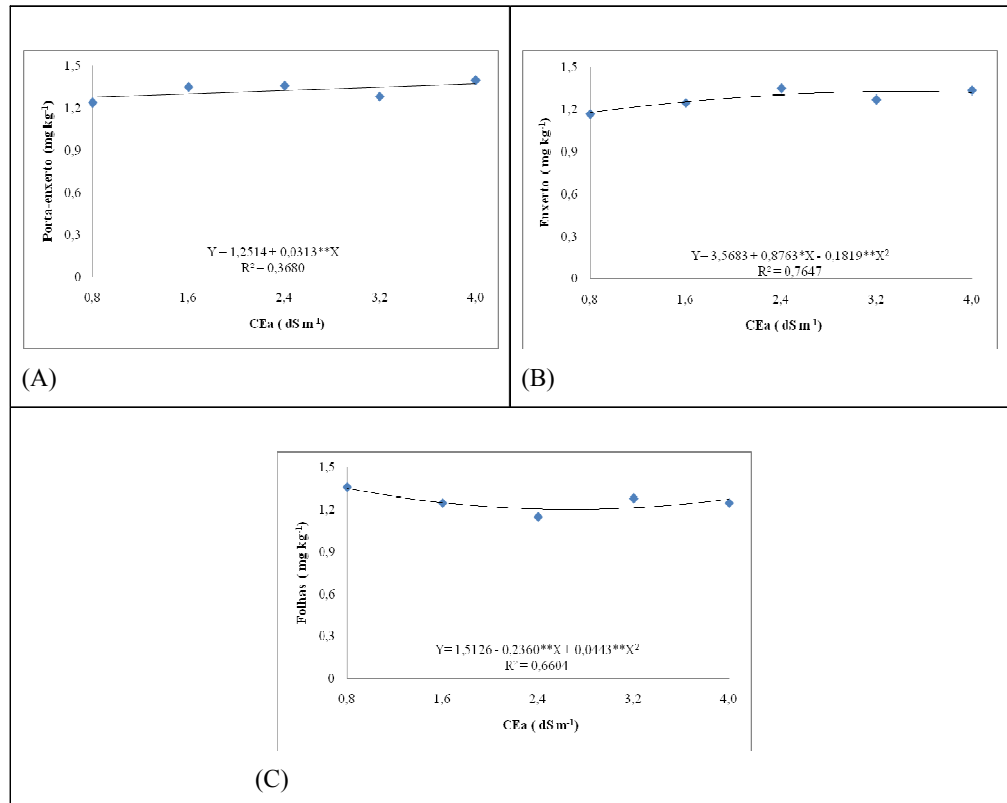 1,5
1,2
0,9
0,6
0,3
0
Porta-enxerto (mg kg-1)
Y – 1,2514 + 0,0313**X
R² – 0,3680
0,8 1,6 2,4 3,2 4,0
CEa ( dS m-1)
(A)
1,5
1,2
0,9
0,6
0,3
0
Enxerto ( mg kg-1)
Y– 3,5683 + 0,8763*X - 0,1819**X²
R² = 0,7647
0,8 1,6 2,4 3,2 4,0
CEa ( dS m-1)
(B)
1,5
1,2
0,9
0,6
0,3
0
Folhas ( mg kg-1)
Y= 1,5126 - 0,2360**X + 0,0443**X²
R² = 0,6604
0,8 1,6 2,4 3,2 4,0
CEa ( dS m-1)
(C)